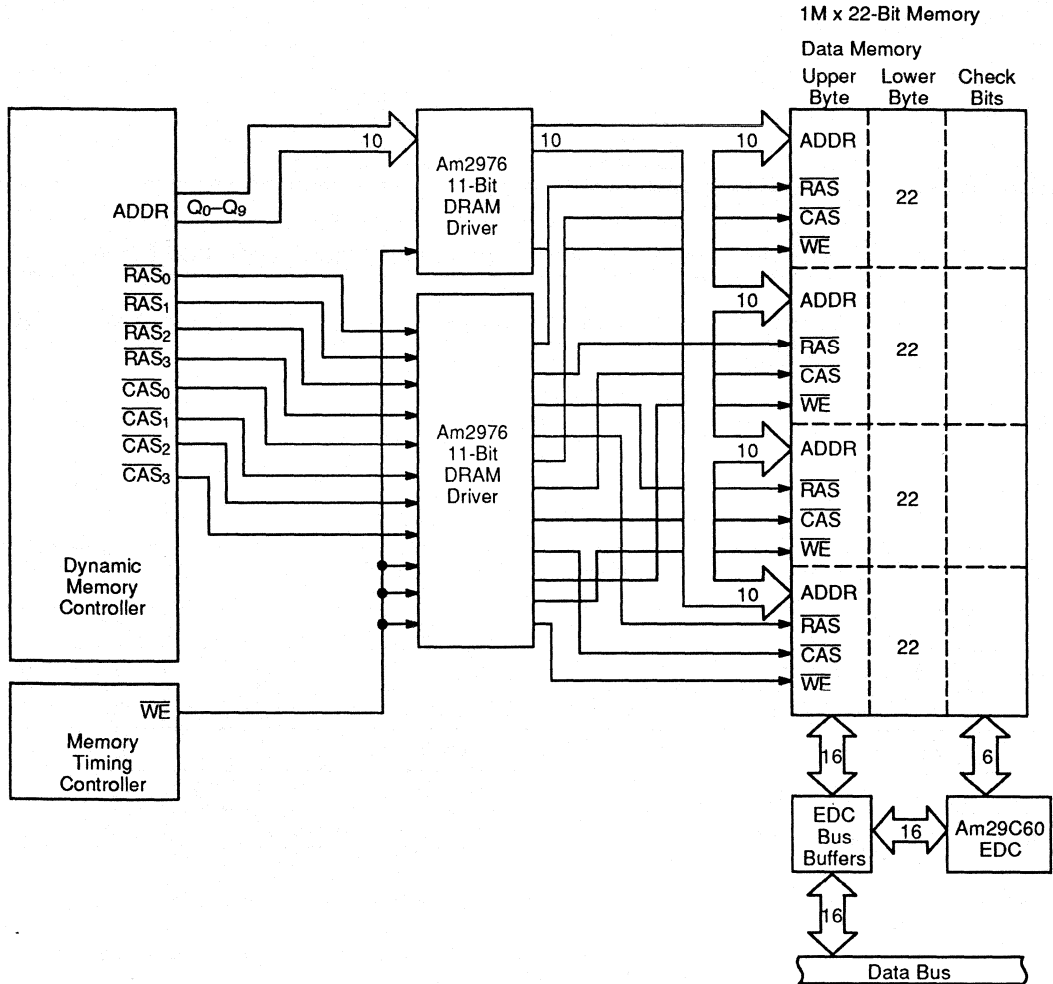 1M x 22-Bit Memory
Data Memory
Upper Byte
Lower Byte
Check Bits
ADDR
Q0–Q9
RAS0
RAS1
RAS2
RAS3
CAS0
CAS1
CAS2
CAS3
Dynamic
Memory
Controller
WE
Memory
Timing
Controller
10
Am2976
11-Bit
DRAM
Driver
10
Am2976
11-Bit
DRAM
Driver
10
ADDR
RAS
CAS
WE
22
10
ADDR
RAS
CAS
WE
22
10
ADDR
RAS
CAS
WE
22
10
ADDR
RAS
CAS
WE
22
16
6
EDC
Bus
Buffers
16
Am29C60
EDC
16
Data Bus